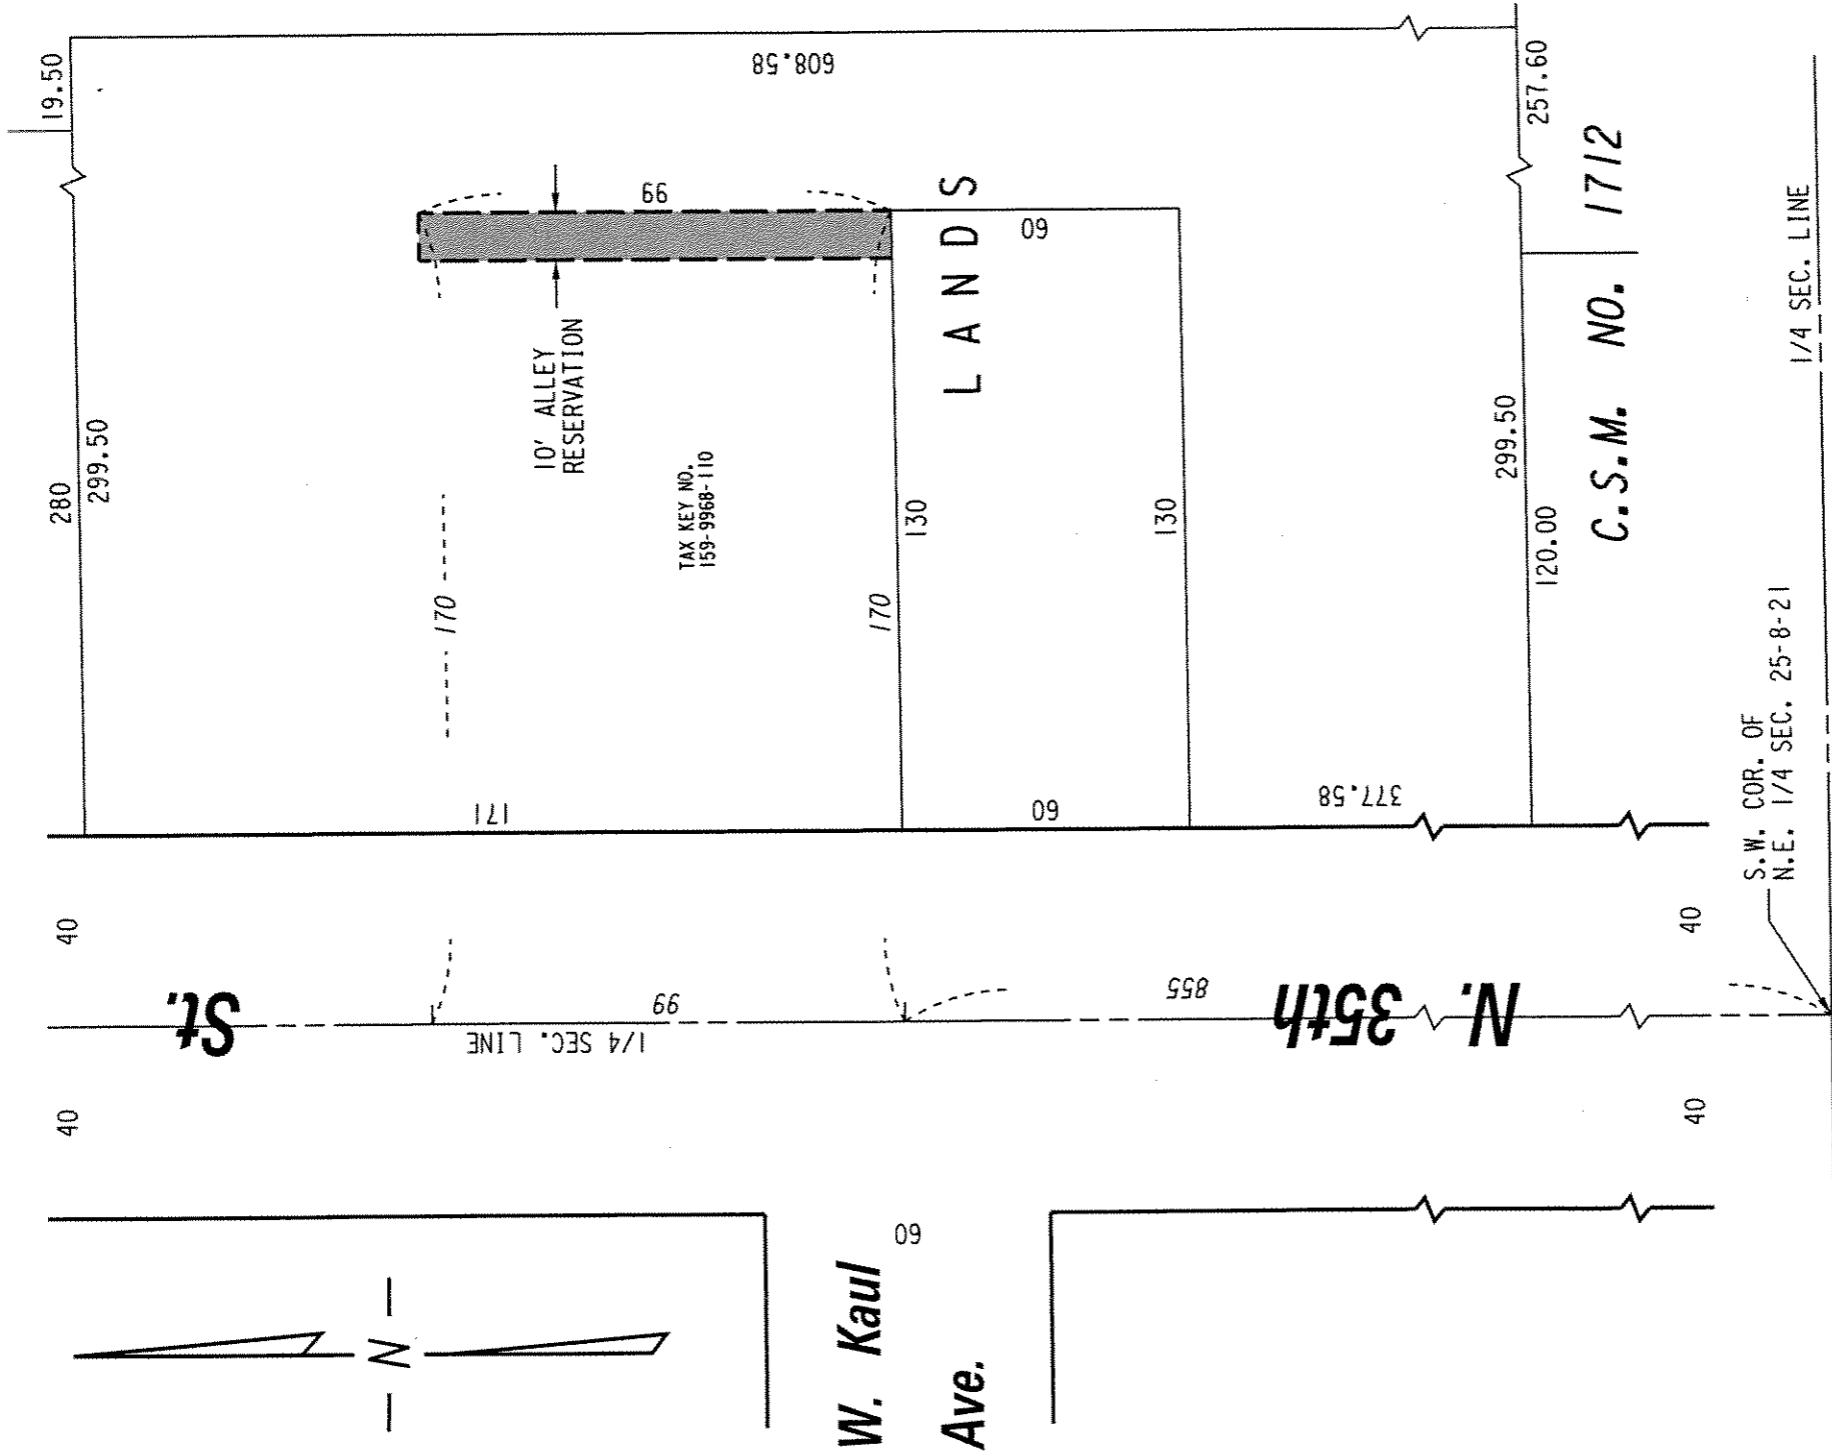 280
299.50
19.50
608.58
10' ALLEY
RESERVATION
99
170
TAX KEY NO.
159-9968-110
LANDS
130
170
60
130
171
60
377.58
299.50
120.00
257.60
C.S.M. NO. 1712
40
40
N. 35th St.
99
1/4 SEC. LINE
855
40
40
1/4 SEC. LINE
S.W. COR. OF
N.E. 1/4 SEC. 25-8-21
60
W. Kaul
Ave.
N